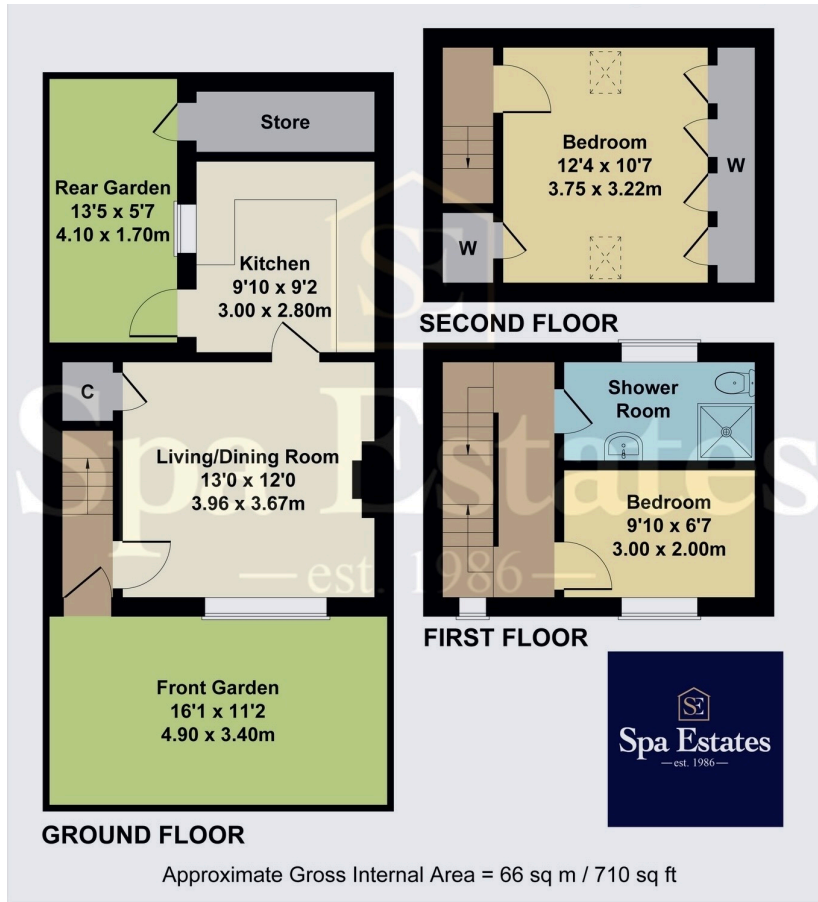 Store
Rear Garden
13'5 x 5'7
4.10 x 1.70m
Kitchen
9'10 x 9'2
3.00 x 2.80m
C
Living/Dining Room
13'0 x 12'0
3.96 x 3.67m
Front Garden
16'1 x 11'2
4.90 x 3.40m
GROUND FLOOR
Bedroom
12'4 x 10'7
3.75 x 3.22m
W
W
SECOND FLOOR
Shower
Room
Bedroom
9'10 x 6'7
3.00 x 2.00m
FIRST FLOOR
SE
Spa Estates
—est. 1986—
SE
Spa Estates
—est. 1986—
Approximate Gross Internal Area = 66 sq m / 710 sq ft